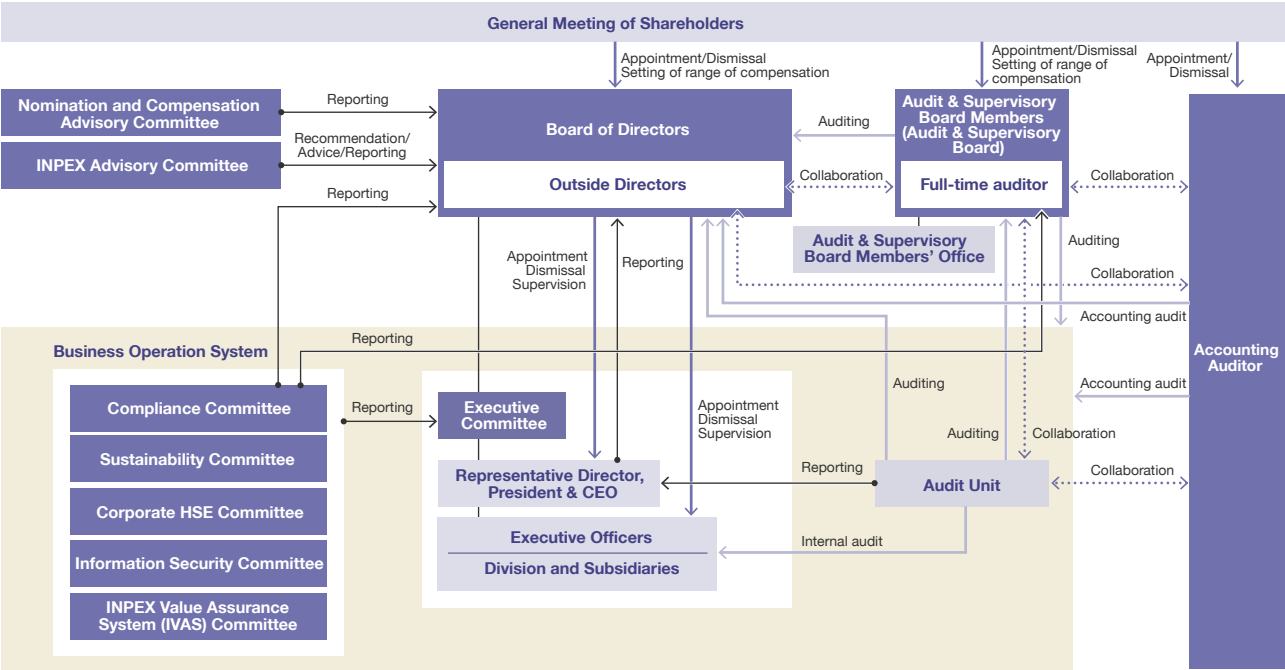 General Meeting of Shareholders
Appointment/Dismissal
Setting of range of compensation
Appointment/Dismissal
Setting of range of
compensation
Appointment/
Dismissal
Nomination and Compensation
Advisory Committee
Reporting
INPEX Advisory Committee
Recommendation/
Advice/Reporting
Reporting
Board of Directors
Outside Directors
Auditing
Collaboration
Audit & Supervisory
Board Members
(Audit & Supervisory
Board)
Full-time auditor
Collaboration
Audit & Supervisory
Board Members’ Office
Auditing
Collaboration
Accounting audit
Appointment
Dismissal
Supervision
Reporting
Accounting
Auditor
Business Operation System
Reporting
Compliance Committee
Sustainability Committee
Corporate HSE Committee
Information Security Committee
INPEX Value Assurance
System (IVAS) Committee
Reporting
Executive
Committee
Appointment
Dismissal
Supervision
Auditing
Accounting audit
Auditing
Collaboration
Representative Director,
President & CEO
Reporting
Audit Unit
Collaboration
Executive Officers
Division and Subsidiaries
Internal audit